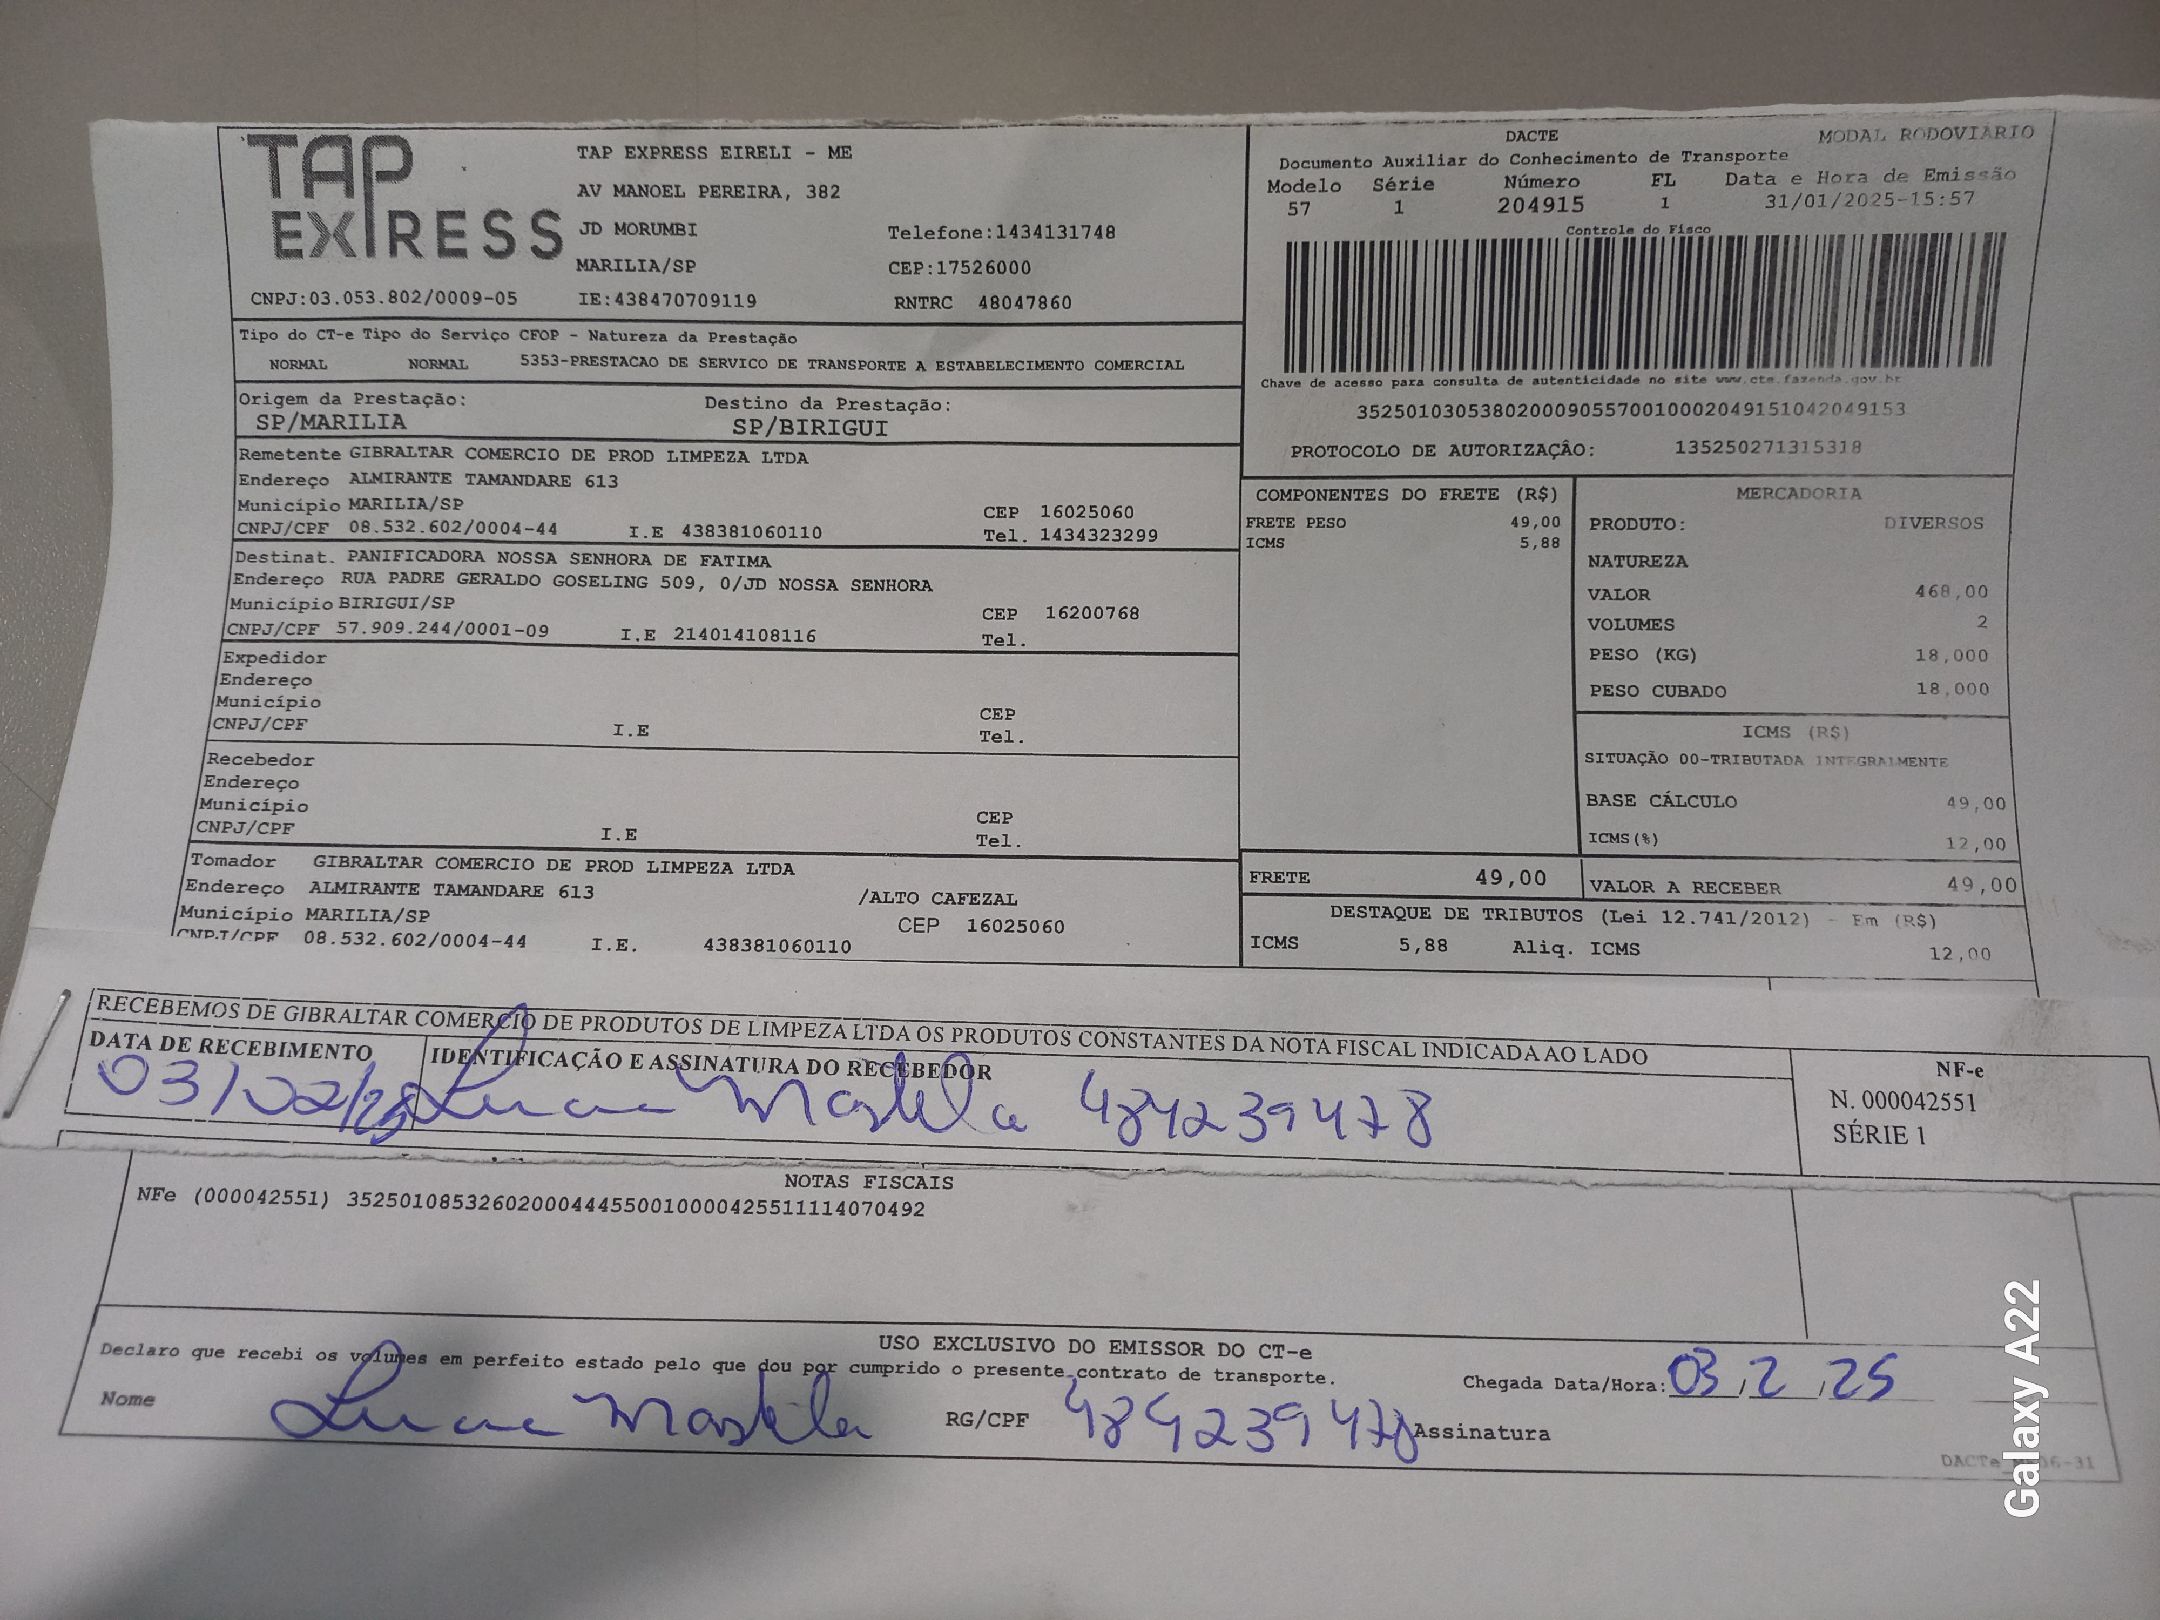 TAP EXPRESS
TAP EXPRESS EIRELI - ME
AV MANOEL PEREIRA, 382
JD MORUMBI Telefone:1434131748
MARILIA/SP CEP:17526000
CNPJ:03.053.802/0009-05 IE:438470709119 RNTRC 48047860
DACTE MODAL RODOVIÁRIO
Documento Auxiliar do Conhecimento de Transporte
Modelo Série Número FL Data e Hora de Emissão
57 1 204915 1 31/01/2025-15:57
Controle do Fisco
Chave de acesso para consulta de autenticidade no site www.cte.fazenda.gov.br
35250103053802000905570010002049151042049153
PROTOCOLO DE AUTORIZAÇÂO: 135250271315318
Tipo do CT-e Tipo do Serviço CFOP - Natureza da Prestação
NORMAL NORMAL 5353-PRESTACAO DE SERVICO DE TRANSPORTE A ESTABELECIMENTO COMERCIAL
Origem da Prestação: Destino da Prestação:
SP/MARILIA SP/BIRIGUI
Remetente GIBRALTAR COMERCIO DE PROD LIMPEZA LTDA
Endereço ALMIRANTE TAMANDARE 613
Município MARILIA/SP CEP 16025060
CNPJ/CPF 08.532.602/0004-44 I.E 438381060110 Tel. 1434323299
Destinat. PANIFICADORA NOSSA SENHORA DE FATIMA
Endereço RUA PADRE GERALDO GOSELING 509, 0/JD NOSSA SENHORA
Município BIRIGUI/SP CEP 16200768
CNPJ/CPF 57.909.244/0001-09 I.E 214014108116 Tel.
Expedidor
Endereço
Município CEP
CNPJ/CPF I.E Tel.
Recebedor
Endereço
Município CEP
CNPJ/CPF I.E Tel.
Tomador GIBRALTAR COMERCIO DE PROD LIMPEZA LTDA
Endereço ALMIRANTE TAMANDARE 613 /ALTO CAFEZAL
Município MARILIA/SP CEP 16025060
CNPJ/CPF 08.532.602/0004-44 I.E. 438381060110
COMPONENTES DO FRETE (R$)
FRETE PESO 49,00
ICMS 5,88
MERCADORIA
PRODUTO: DIVERSOS
NATUREZA
VALOR 468,00
VOLUMES 2
PESO (KG) 18,000
PESO CUBADO 18,000
ICMS (R$)
SITUAÇÃO 00-TRIBUTADA INTEGRALMENTE
BASE CÁLCULO 49,00
ICMS(%) 12,00
FRETE 49,00 VALOR A RECEBER 49,00
DESTAQUE DE TRIBUTOS (Lei 12.741/2012) - Em (R$)
ICMS 5,88 Aliq. ICMS 12,00
RECEBEMOS DE GIBRALTAR COMERCIO DE PRODUTOS DE LIMPEZA LTDA OS PRODUTOS CONSTANTES DA NOTA FISCAL INDICADA AO LADO
DATA DE RECEBIMENTO IDENTIFICAÇÃO E ASSINATURA DO RECEBEDOR
03/02/25 484239478
NF-e
N. 000042551
SÉRIE 1
NOTAS FISCAIS
NFe (000042551) 35250108532602000444550010000425511114070492
USO EXCLUSIVO DO EMISSOR DO CT-e
Declaro que recebi os volumes em perfeito estado pelo que dou por cumprido o presente contrato de transporte.
Chegada Data/Hora: 03/2/25
Nome RG/CPF 484239478 Assinatura
Galaxy A22